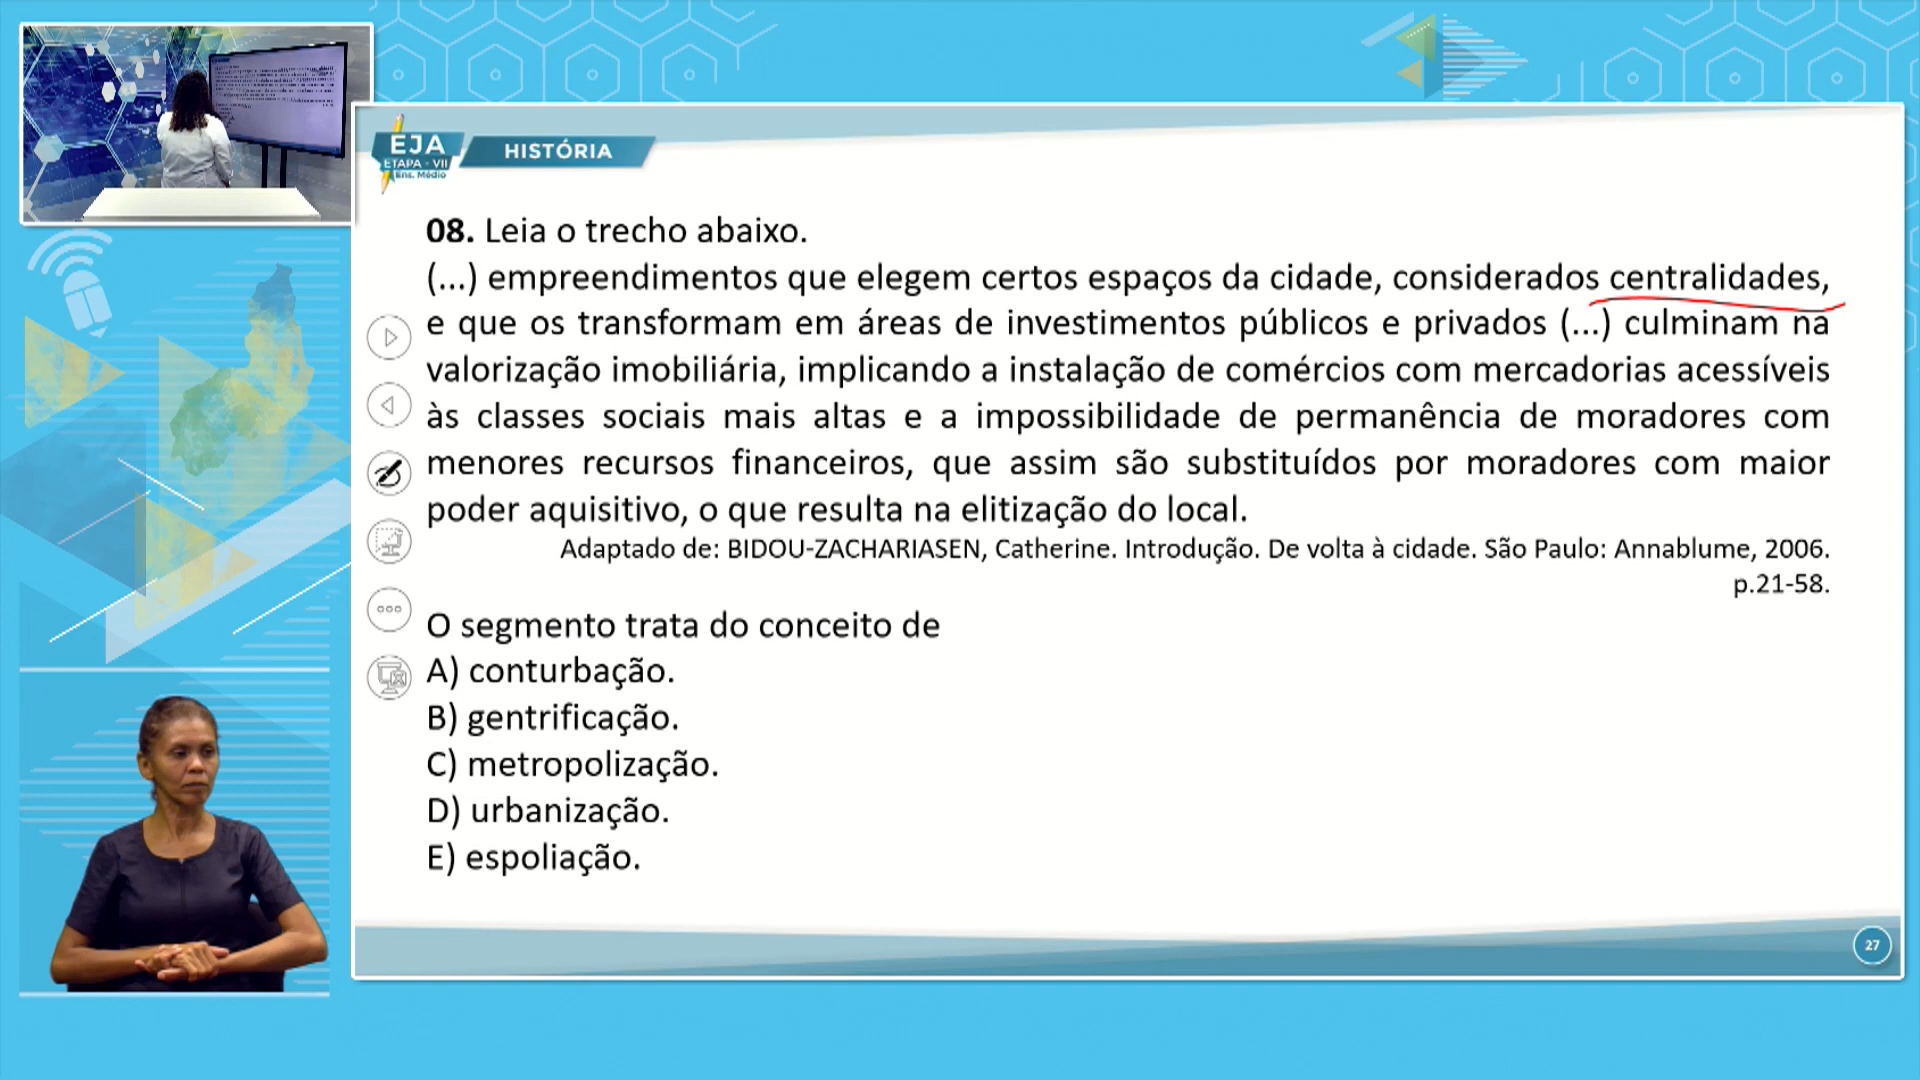 EJA
ETAPA - VII
Ens. Médio
HISTÓRIA
08. Leia o trecho abaixo.
(...) empreendimentos que elegem certos espaços da cidade, considerados centralidades,
e que os transformam em áreas de investimentos públicos e privados (...) culminam na
valorização imobiliária, implicando a instalação de comércios com mercadorias acessíveis
às classes sociais mais altas e a impossibilidade de permanência de moradores com
menores recursos financeiros, que assim são substituídos por moradores com maior
poder aquisitivo, o que resulta na elitização do local.
Adaptado de: BIDOU-ZACHARIASEN, Catherine. Introdução. De volta à cidade. São Paulo: Annablume, 2006.
p.21-58.
O segmento trata do conceito de
A) conturbação.
B) gentrificação.
C) metropolização.
D) urbanização.
E) espoliação.
27